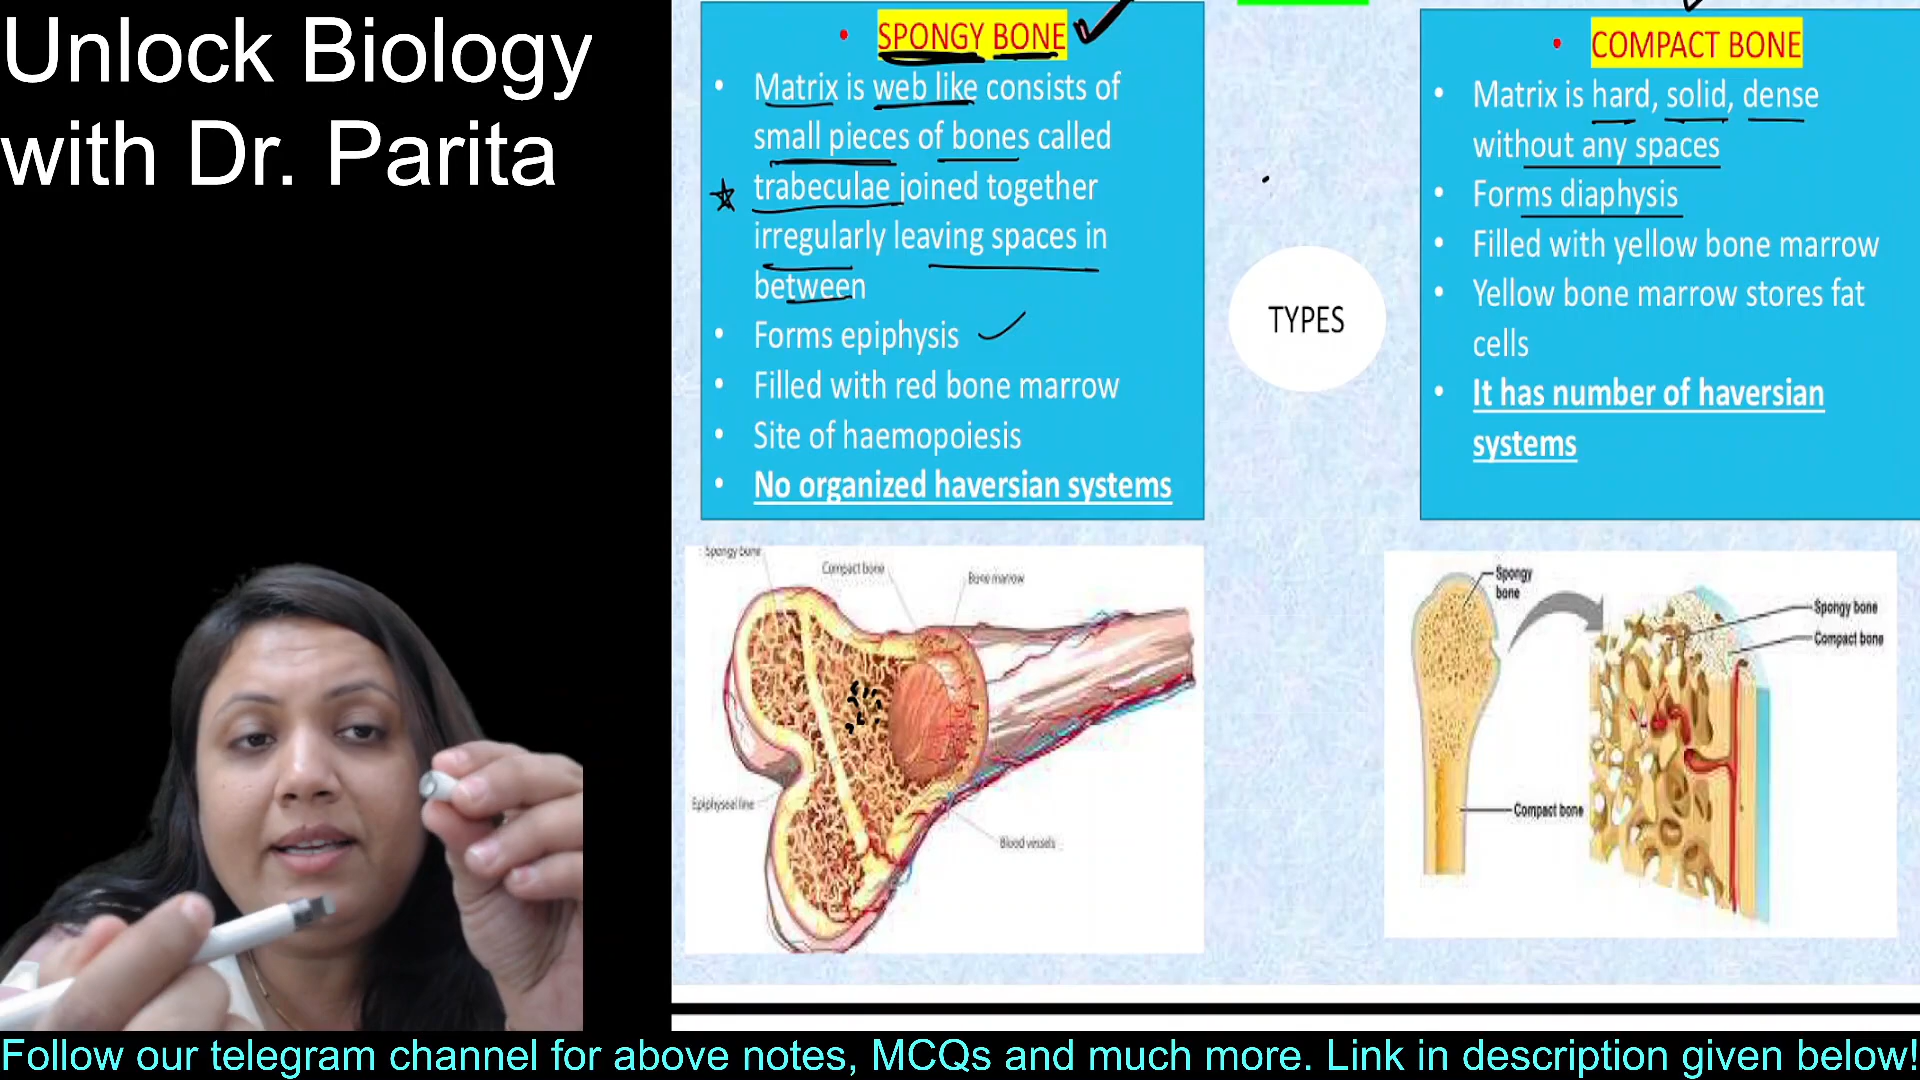 Unlock Biology
with Dr. Parita
• SPONGY BONE
• Matrix is web like consists of
small pieces of bones called
trabeculae joined together
irregularly leaving spaces in
between
• Forms epiphysis
• Filled with red bone marrow
• Site of haemopoiesis
• No organized haversian systems
TYPES
• COMPACT BONE
• Matrix is hard, solid, dense
without any spaces
• Forms diaphysis
• Filled with yellow bone marrow
• Yellow bone marrow stores fat
cells
• It has number of haversian
systems
Spongy bone
Compact bone
Bone marrow
Epiphyseal line
Blood vessels
Spongy
bone
Spongy bone
Compact bone
Compact bone
Follow our telegram channel for above notes, MCQs and much more. Link in description given below!